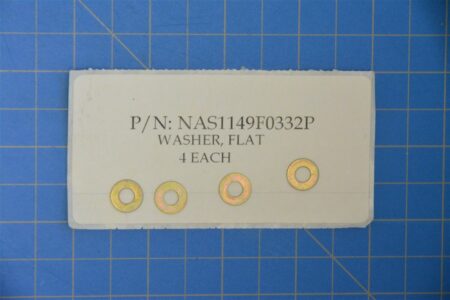 P/N: NAS1149F0332P
WASHER, FLAT
4 EACH